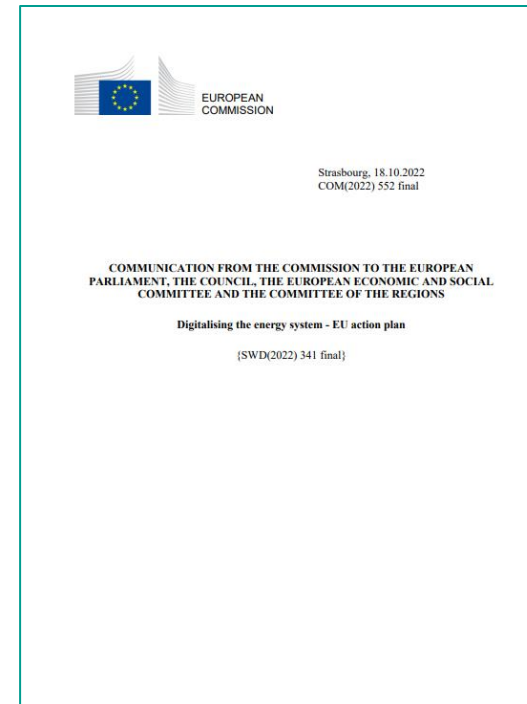 EUROPEAN
COMMISSION
Strasbourg, 18.10.2022
COM(2022) 552 final
COMMUNICATION FROM THE COMMISSION TO THE EUROPEAN
PARLIAMENT, THE COUNCIL, THE EUROPEAN ECONOMIC AND SOCIAL
COMMITTEE AND THE COMMITTEE OF THE REGIONS
Digitalising the energy system - EU action plan
{SWD(2022) 341 final}